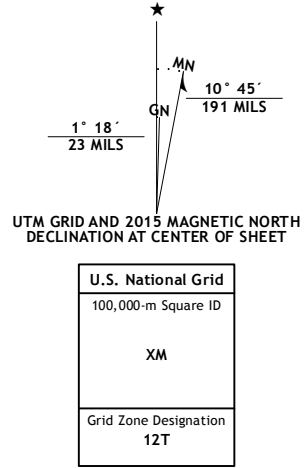 ★
MN
10° 45´
191 MILS
GN
1° 18´
23 MILS
UTM GRID AND 2015 MAGNETIC NORTH
DECLINATION AT CENTER OF SHEET
U.S. National Grid
100,000-m Square ID
XM
Grid Zone Designation
12T